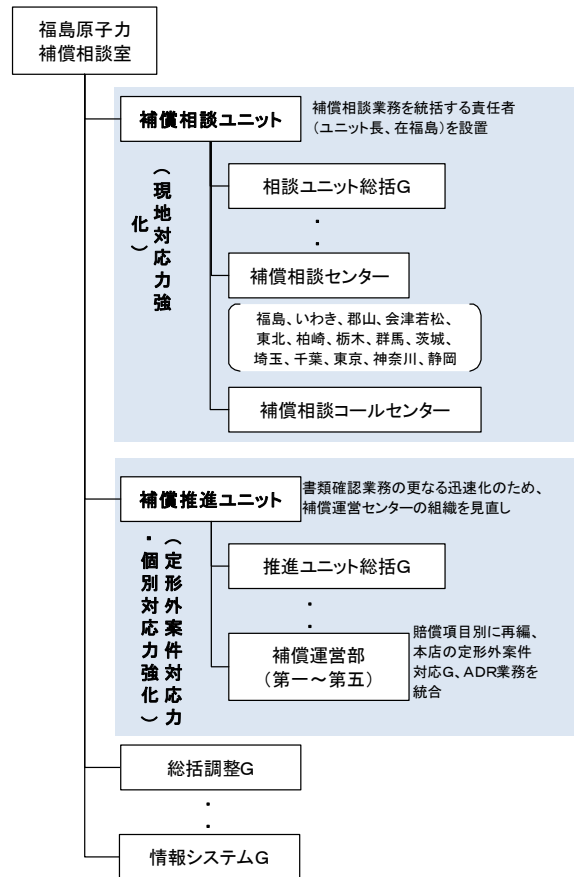 福島原子力
補償相談室
補償相談ユニット
補償相談業務を統括する責任者
（ユニット長、在福島）を設置
（現地対応力強
化）
相談ユニット総括G
・
・
補償相談センター
福島、いわき、郡山、会津若松、
東北、柏崎、栃木、群馬、茨城、
埼玉、千葉、東京、神奈川、静岡
補償相談コールセンター
補償推進ユニット
書類確認業務の更なる迅速化のため、
補償運営センターの組織を見直し
（定形外案件対応力
・個別対応力強化）
推進ユニット総括G
・
・
補償運営部
（第一～第五）
賠償項目別に再編、
本店の定形外案件
対応G、ADR業務を
統合
総括調整G
・
・
情報システムG